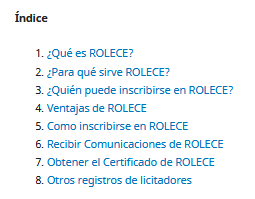 Índice
1. ¿Qué es ROLECE?
2. ¿Para qué sirve ROLECE?
3. ¿Quién puede inscribirse en ROLECE?
4. Ventajas de ROLECE
5. Como inscribirse en ROLECE
6. Recibir Comunicaciones de ROLECE
7. Obtener el Certificado de ROLECE
8. Otros registros de licitadores